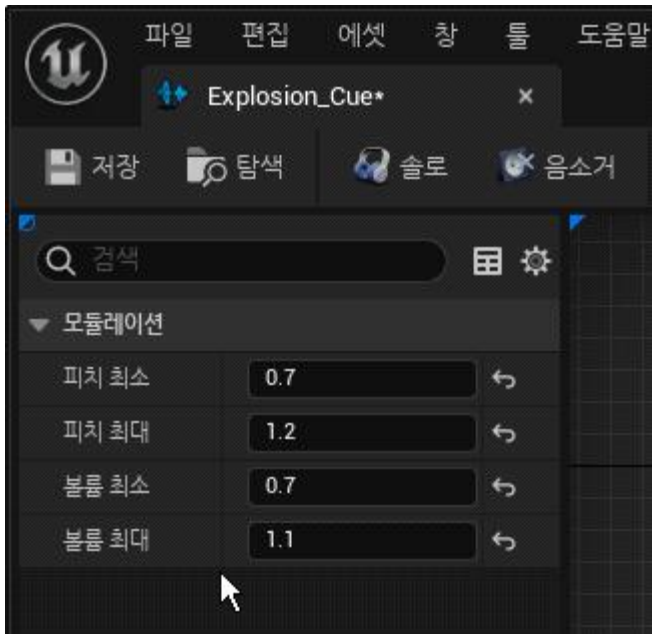 파일 편집 에셋 창 툴 도움말
Explosion_Cue*
저장 탐색 솔로 음소거
검색
모듈레이션
피치 최소 0.7
피치 최대 1.2
볼륨 최소 0.7
볼륨 최대 1.1